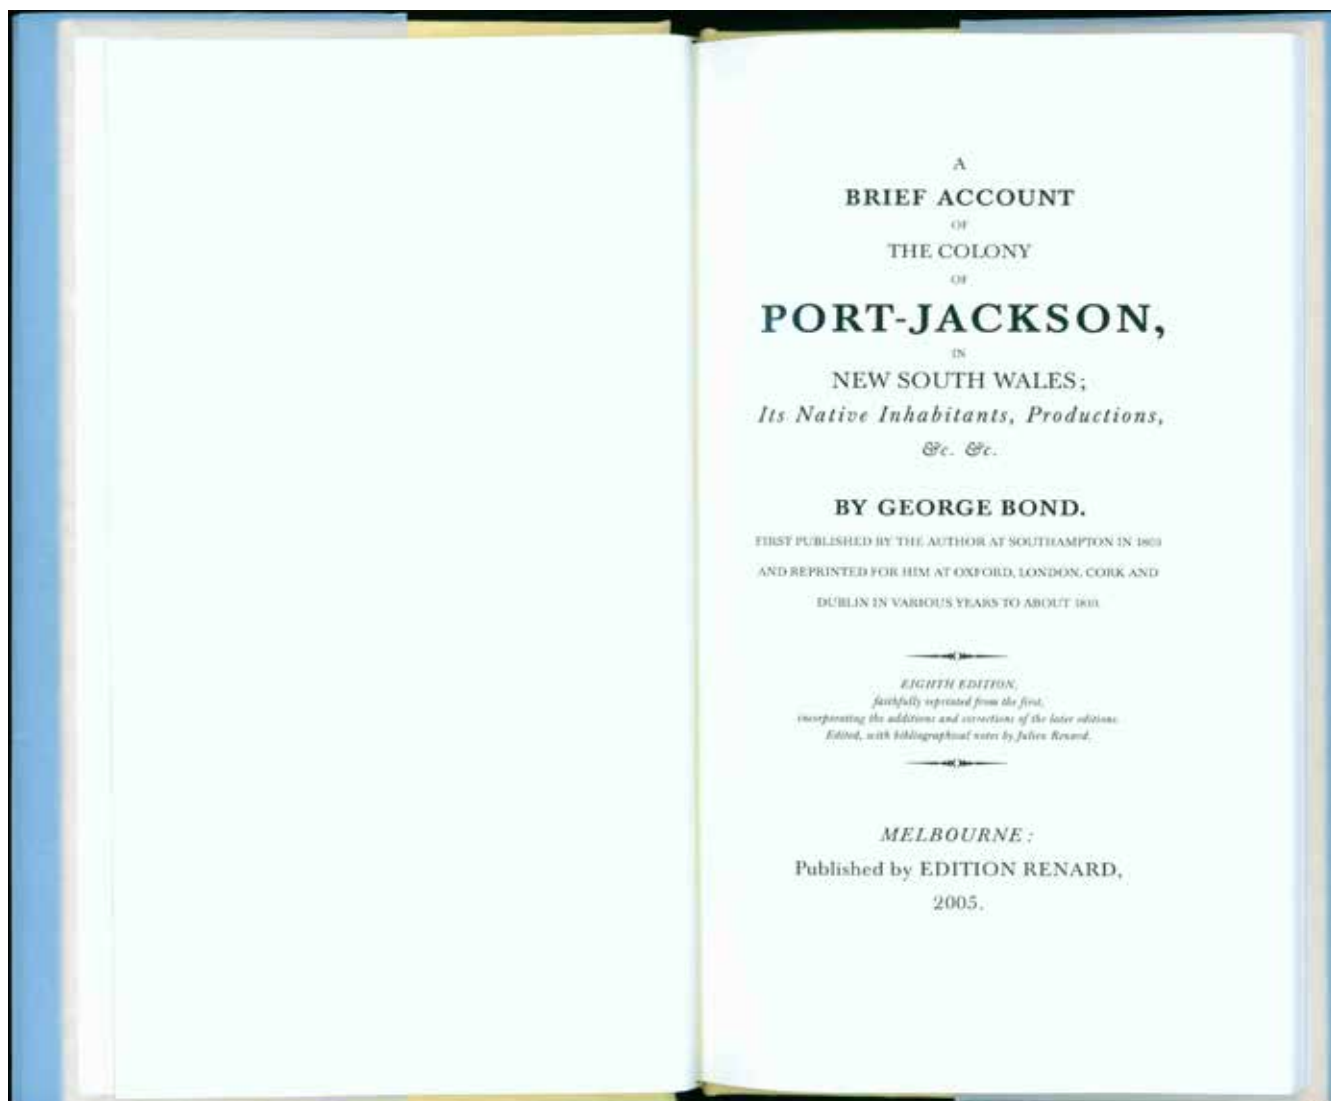 A
BRIEF ACCOUNT
OF
THE COLONY
OF
PORT-JACKSON,
IN
NEW SOUTH WALES;
Its Native Inhabitants, Productions,
&c. &c.
BY GEORGE BOND.
FIRST PUBLISHED BY THE AUTHOR AT SOUTHAMPTON IN 1803
AND REPRINTED FOR HIM AT OXFORD, LONDON, CORK AND
DUBLIN IN VARIOUS YEARS TO ABOUT
EIGHTH EDITION,
faithfully reprinted from the first,
incorporating the additions and corrections of the later editions.
Edited, with bibliographical notes by Julien Renard.
MELBOURNE:
Published by EDITION RENARD,
2005.